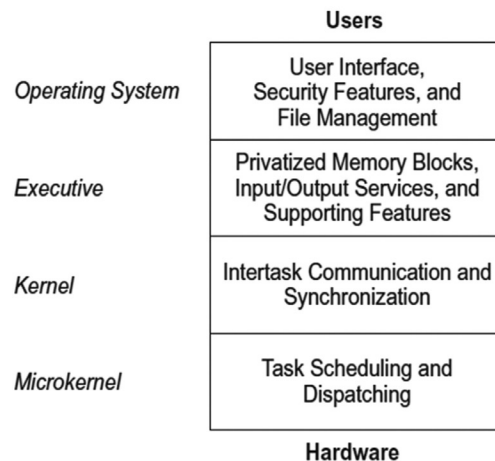 Users
Operating System
User Interface,
Security Features, and
File Management
Executive
Privatized Memory Blocks,
Input/Output Services, and
Supporting Features
Kernel
Intertask Communication and
Synchronization
Microkernel
Task Scheduling and
Dispatching
Hardware